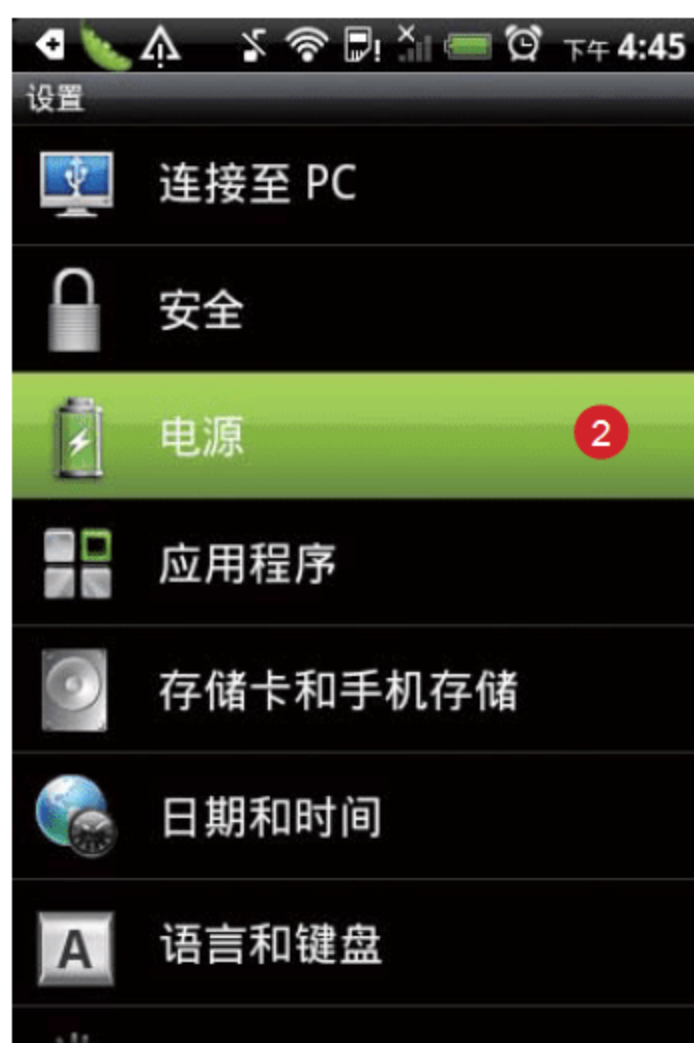 下午 4:45
设置
连接至 PC
安全
电源
2
应用程序
存储卡和手机存储
日期和时间
A
语言和键盘